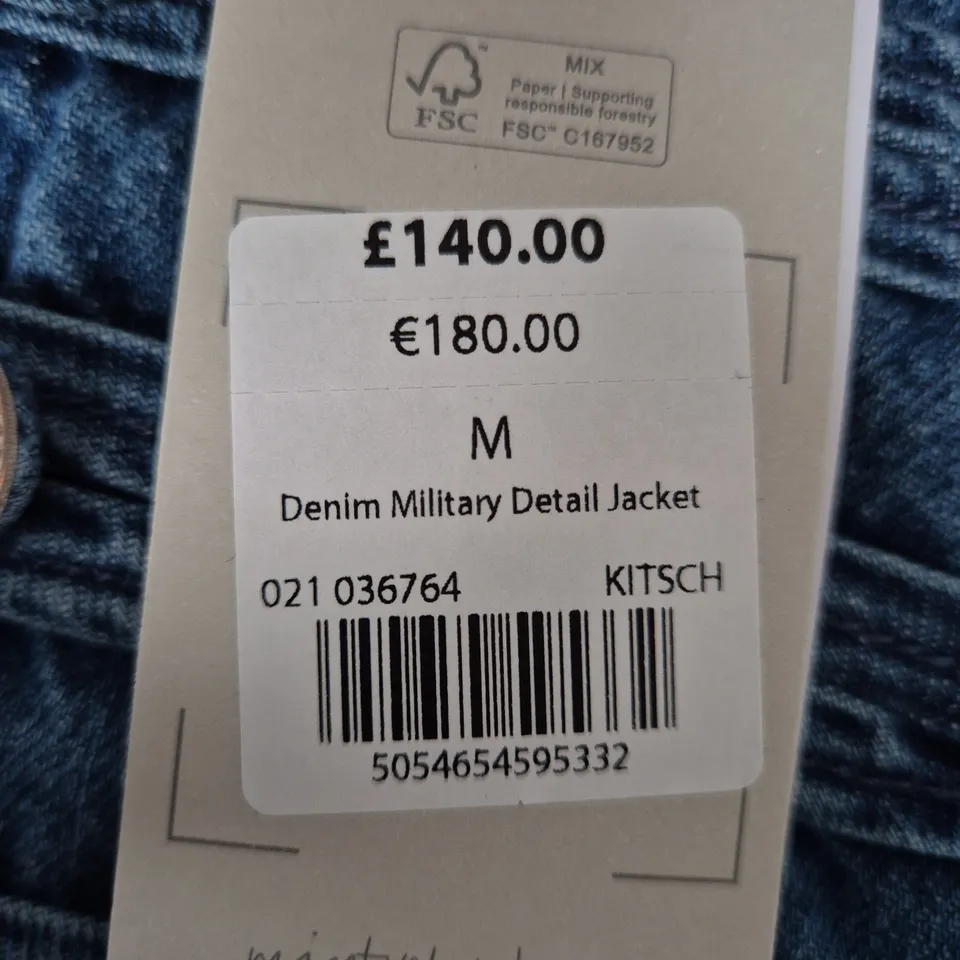 FSC
MIX
Paper | Supporting
responsible forestry
FSC™ C167952
£140.00
€180.00
M
Denim Military Detail Jacket
021 036764 KITSCH
5054654595332